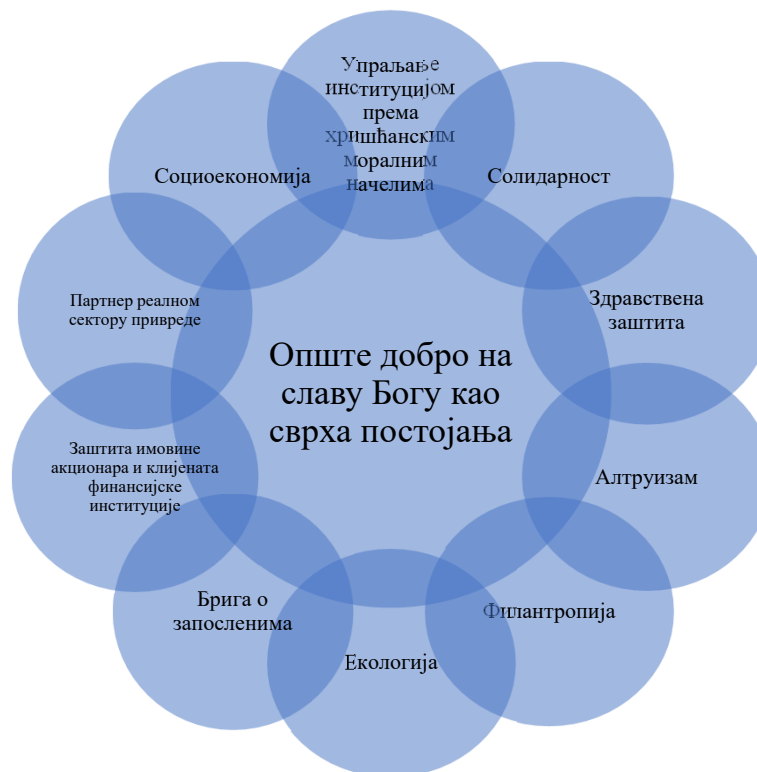 Упраљање
институцијом
према
хришћанским
моралним
начелима
Солидарност
Здравствена
заштита
Алтруизам
Филантропија
Екологија
Брига о
запосленима
Заштита имовине
акционара и клијената
финансијске
институције
Партнер реалном
сектору привреде
Социоекономија
Опште добро на
славу Богу као
сврха постојања